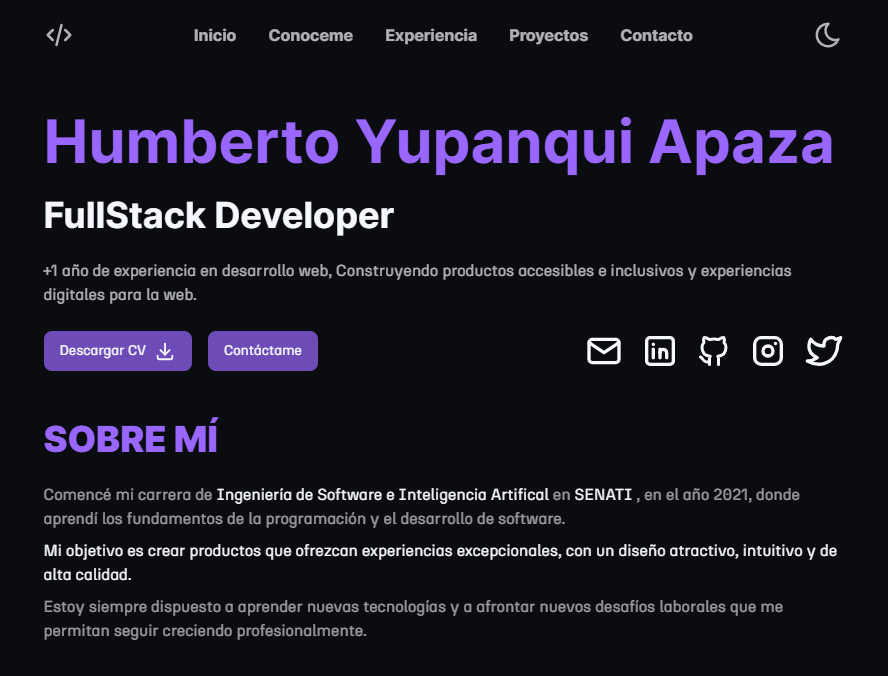 </>
Inicio Conoceme Experiencia Proyectos Contacto
Humberto Yupanqui Apaza
FullStack Developer
+1 año de experiencia en desarrollo web, Construyendo productos accesibles e inclusivos y experiencias
digitales para la web.
Descargar CV Contáctame
SOBRE MÍ
Comencé mi carrera de Ingeniería de Software e Inteligencia Artifical en SENATI , en el año 2021, donde
aprendí los fundamentos de la programación y el desarrollo de software.
Mi objetivo es crear productos que ofrezcan experiencias excepcionales, con un diseño atractivo, intuitivo y de
alta calidad.
Estoy siempre dispuesto a aprender nuevas tecnologías y a afrontar nuevos desafíos laborales que me
permitan seguir creciendo profesionalmente.